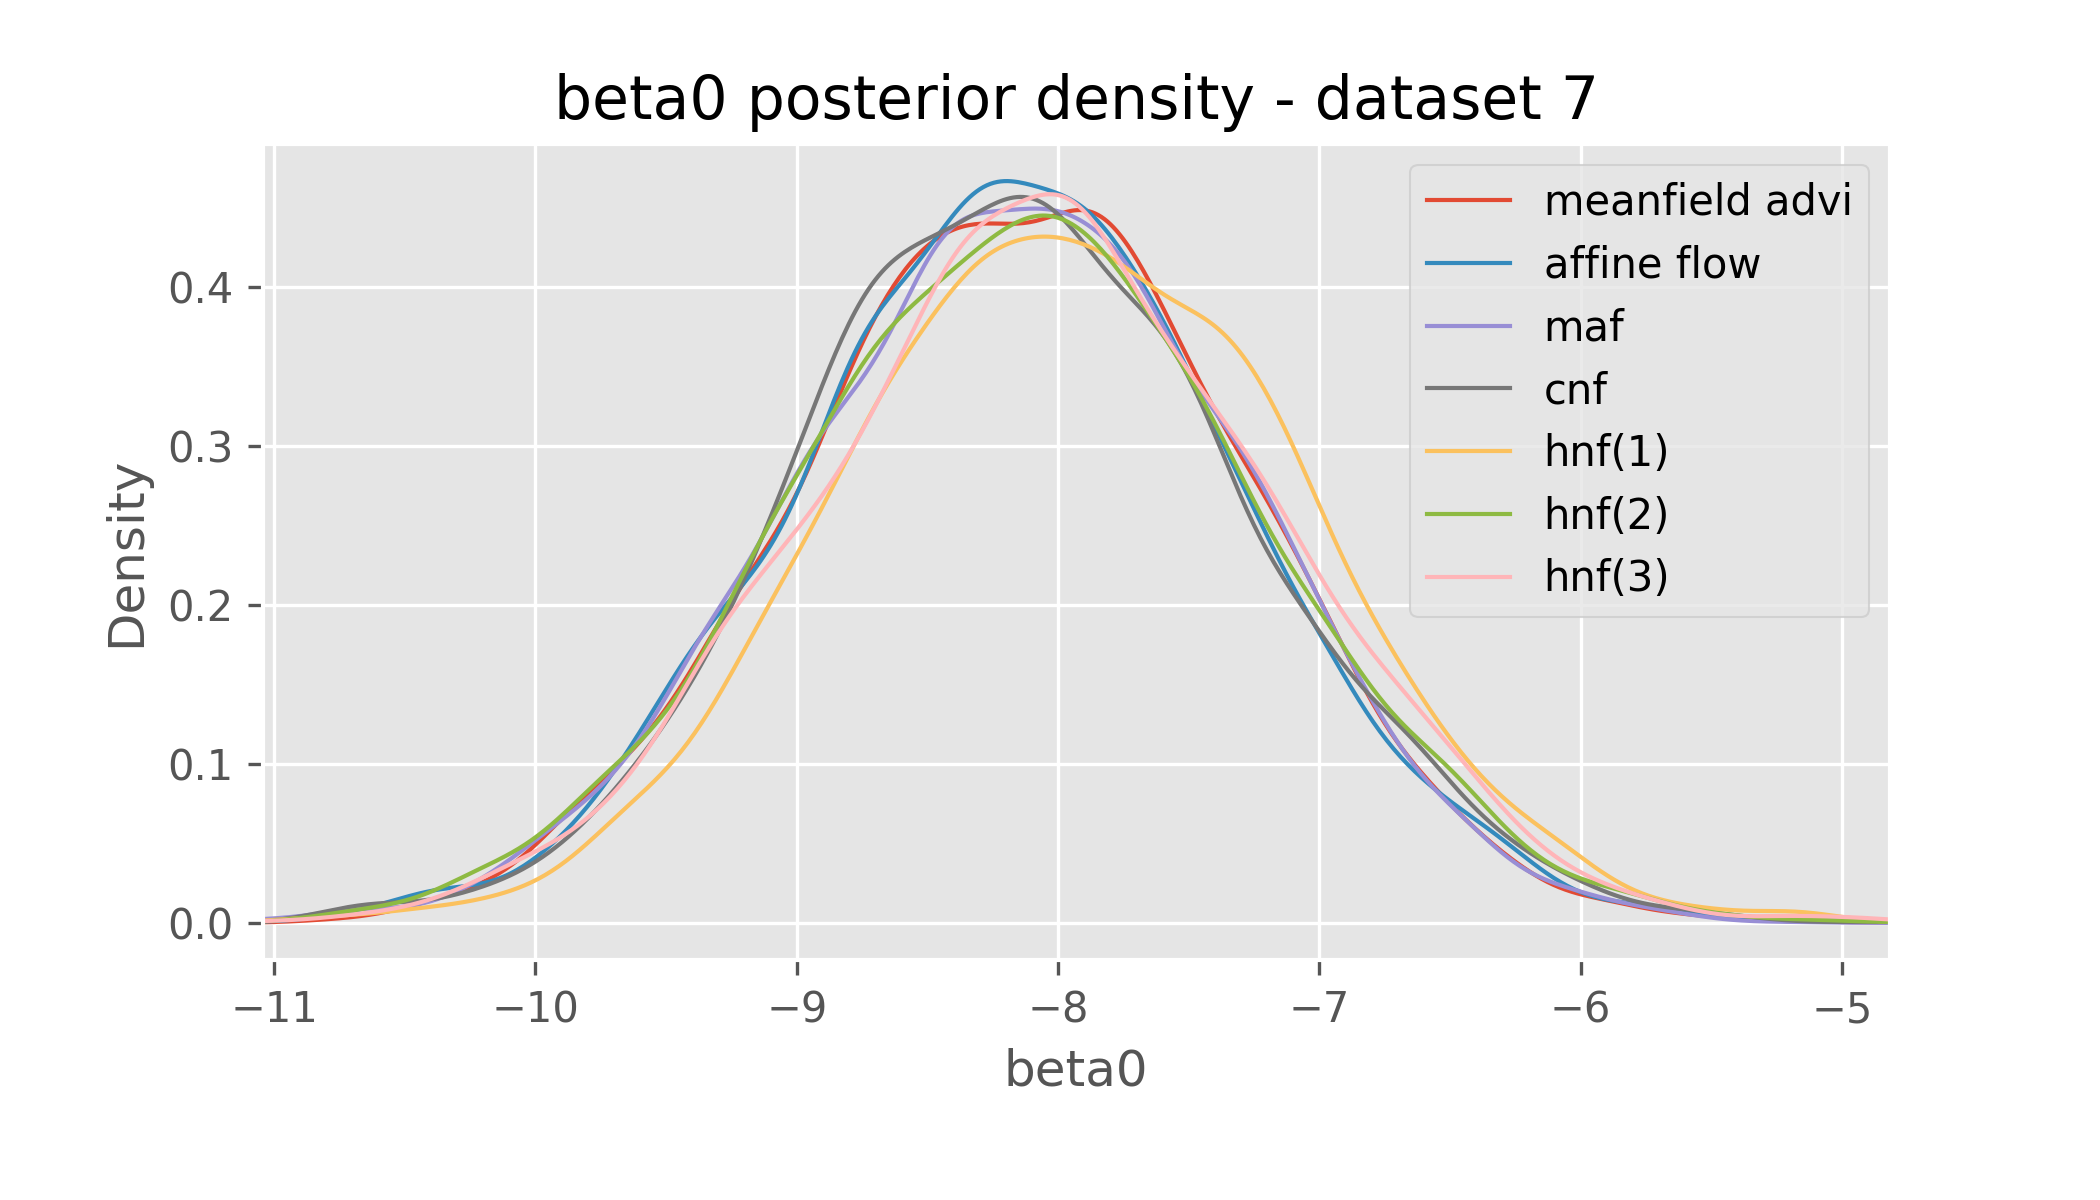 beta0 posterior density - dataset 7
meanfield advi
affine flow
maf
cnf
hnf(1)
hnf(2)
hnf(3)
Density
0.4
0.3
0.2
0.1
0.0
−11 −10 −9 −8 −7 −6 −5
beta0